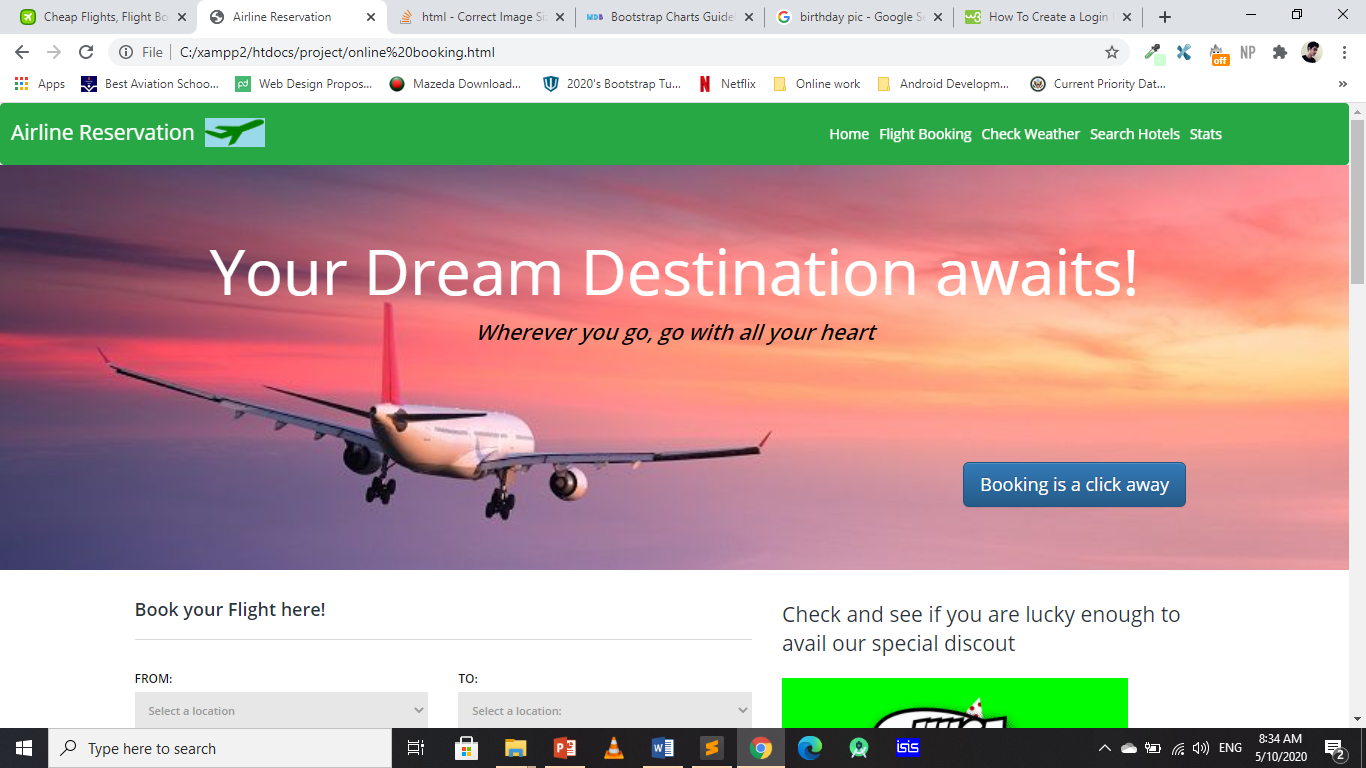 Cheap Flights, Flight Bo
Airline Reservation
html - Correct Image Si
Bootstrap Charts Guide
birthday pic - Google Se
How To Create a Login
File
C:/xampp2/htdocs/project/online%20booking.html
off
NP
Apps
Best Aviation Schoo...
Web Design Propos...
Mazeda Download...
2020's Bootstrap Tu...
Netflix
Online work
Android Developm...
Current Priority Dat...
Airline Reservation
Home Flight Booking Check Weather Search Hotels Stats
Your Dream Destination awaits!
Wherever you go, go with all your heart
Booking is a click away
Book your Flight here!
FROM:
TO:
Select a location
Select a location:
Check and see if you are lucky enough to
avail our special discout
Type here to search
isis
ENG
8:34 AM
5/10/2020
2